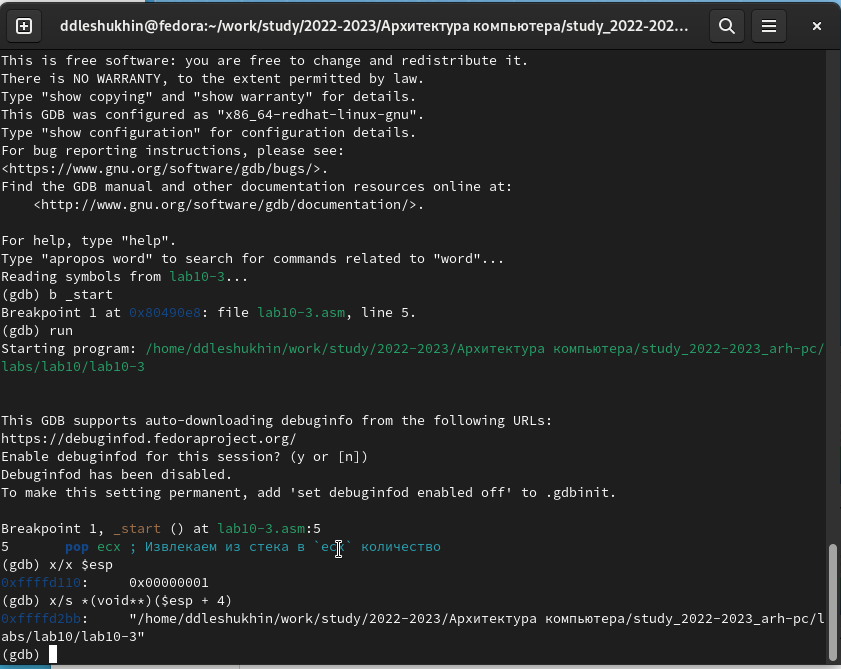 ddleshukhin@fedora:~/work/study/2022-2023/Архитектура компьютера/study_2022-202...
This is free software: you are free to change and redistribute it.
There is NO WARRANTY, to the extent permitted by law.
Type "show copying" and "show warranty" for details.
This GDB was configured as "x86_64-redhat-linux-gnu".
Type "show configuration" for configuration details.
For bug reporting instructions, please see:
<https://www.gnu.org/software/gdb/bugs/>.
Find the GDB manual and other documentation resources online at:
    <http://www.gnu.org/software/gdb/documentation/>.
For help, type "help".
Type "apropos word" to search for commands related to "word"...
Reading symbols from lab10-3...
(gdb) b _start
Breakpoint 1 at 0x80490e8: file lab10-3.asm, line 5.
(gdb) run
Starting program: /home/ddleshukhin/work/study/2022-2023/Архитектура компьютера/study_2022-2023_arh-pc/
labs/lab10/lab10-3
This GDB supports auto-downloading debuginfo from the following URLs:
https://debuginfod.fedoraproject.org/
Enable debuginfod for this session? (y or [n])
Debuginfod has been disabled.
To make this setting permanent, add 'set debuginfod enabled off' to .gdbinit.
Breakpoint 1, _start () at lab10-3.asm:5
5       pop ecx ; Извлекаем из стека в `ecx` количество
(gdb) x/x $esp
0xffffd110:     0x00000001
(gdb) x/s *(void**)($esp + 4)
0xffffd2bb:     "/home/ddleshukhin/work/study/2022-2023/Архитектура компьютера/study_2022-2023_arh-pc/l
abs/lab10/lab10-3"
(gdb)